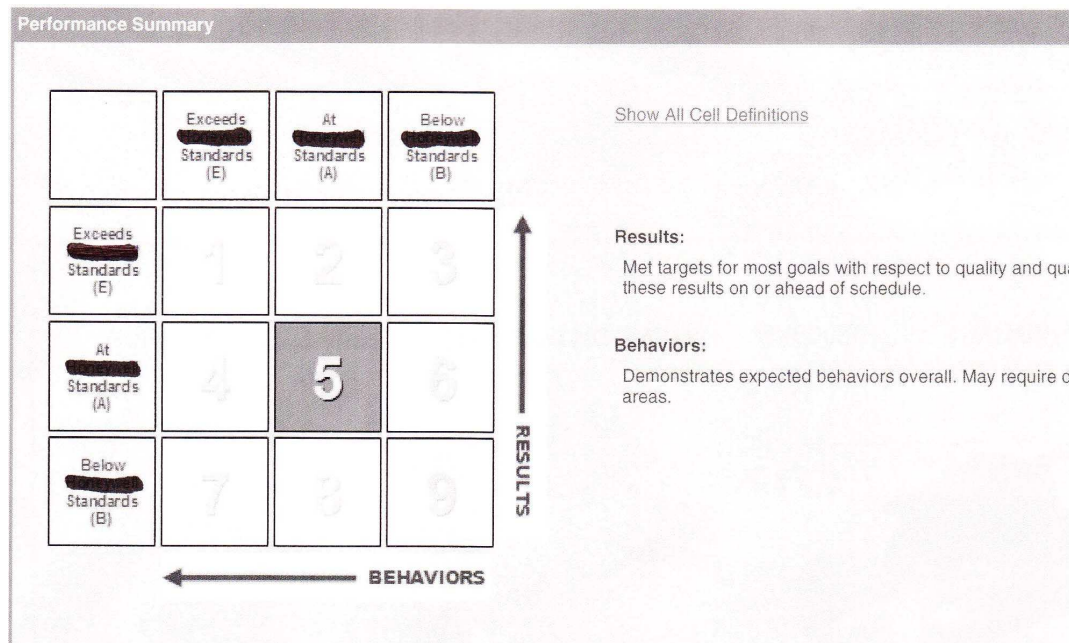 Performance Summary
Exceeds
Standards
(E)
At
Standards
(A)
Below
Standards
(B)
Show All Cell Definitions
Exceeds
Standards
(E)
1
2
3
At
Standards
(A)
4
5
6
Below
Standards
(B)
7
8
9
RESULTS
BEHAVIORS
Results:
Met targets for most goals with respect to quality and qua
these results on or ahead of schedule.
Behaviors:
Demonstrates expected behaviors overall. May require o
areas.